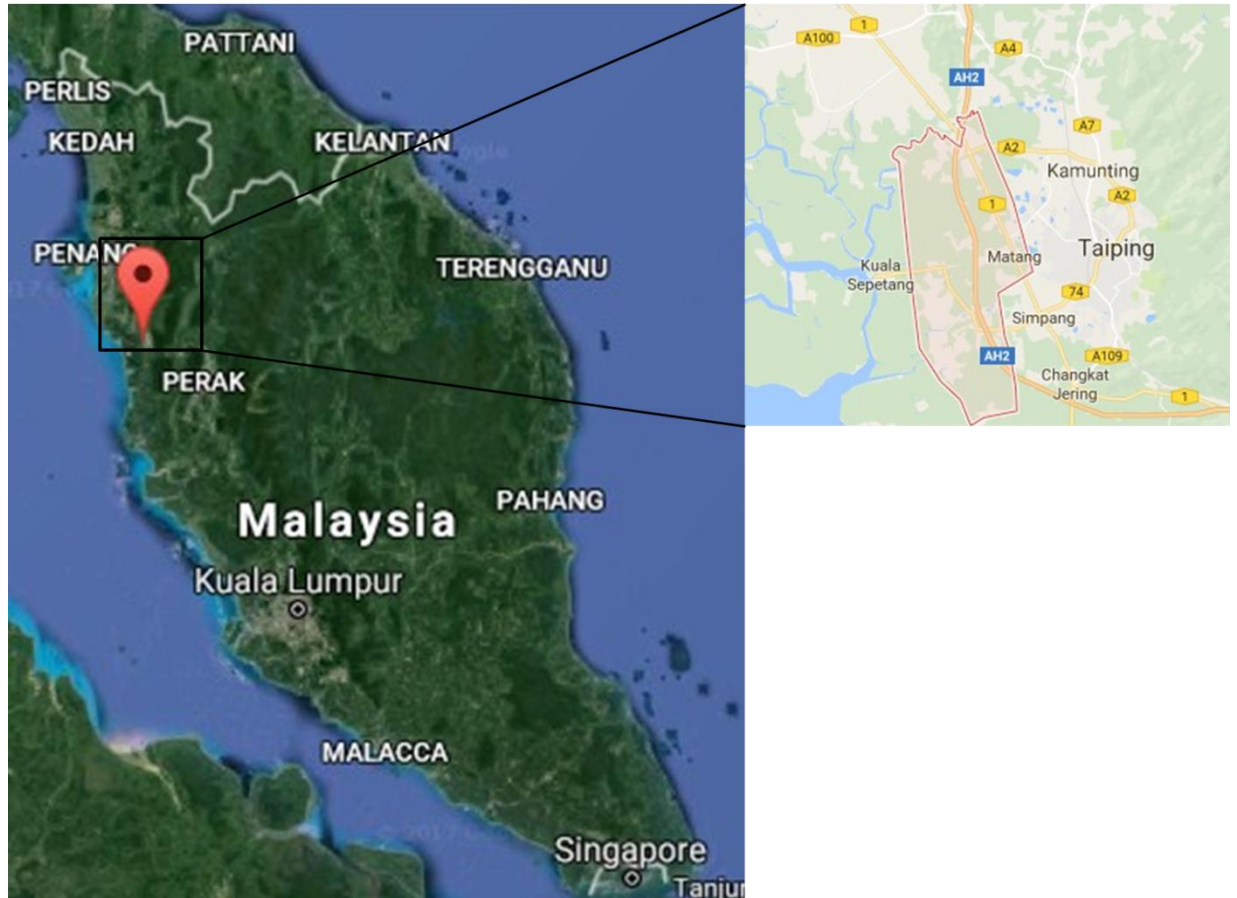 PATTANI
PERLIS
KEDAH
KELANTAN
PENANG
TERENGGANU
PERAK
PAHANG
Malaysia
Kuala Lumpur
MALACCA
Singapore
Tanjun
1
A100
A4
AH2
A7
A2
Kamunting
A2
1
Matang
Taiping
Kuala
Sepetang
74
Simpang
AH2
A109
Changkat
Jering
1